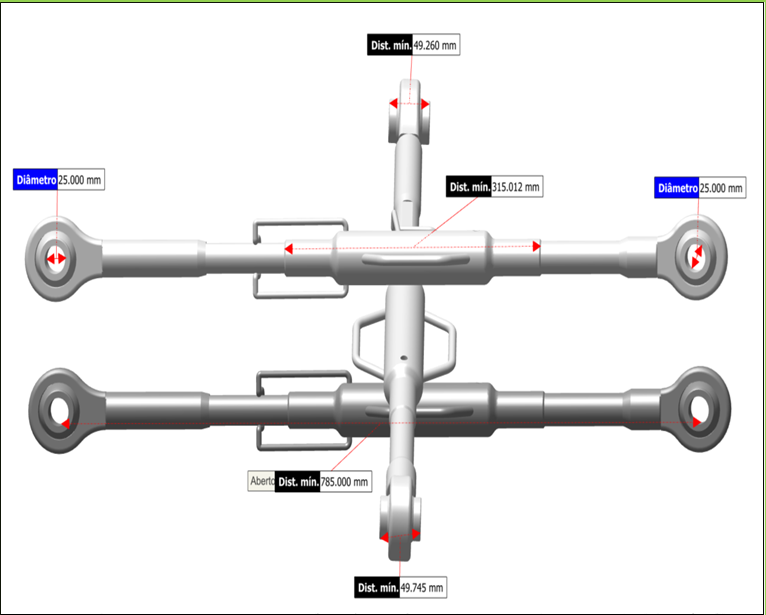 Dist. mín. 49.260 mm
Diâmetro 25.000 mm
Dist. mín. 315.012 mm
Diâmetro 25.000 mm
Aberto Dist. mín. 785.000 mm
Dist. mín. 49.745 mm